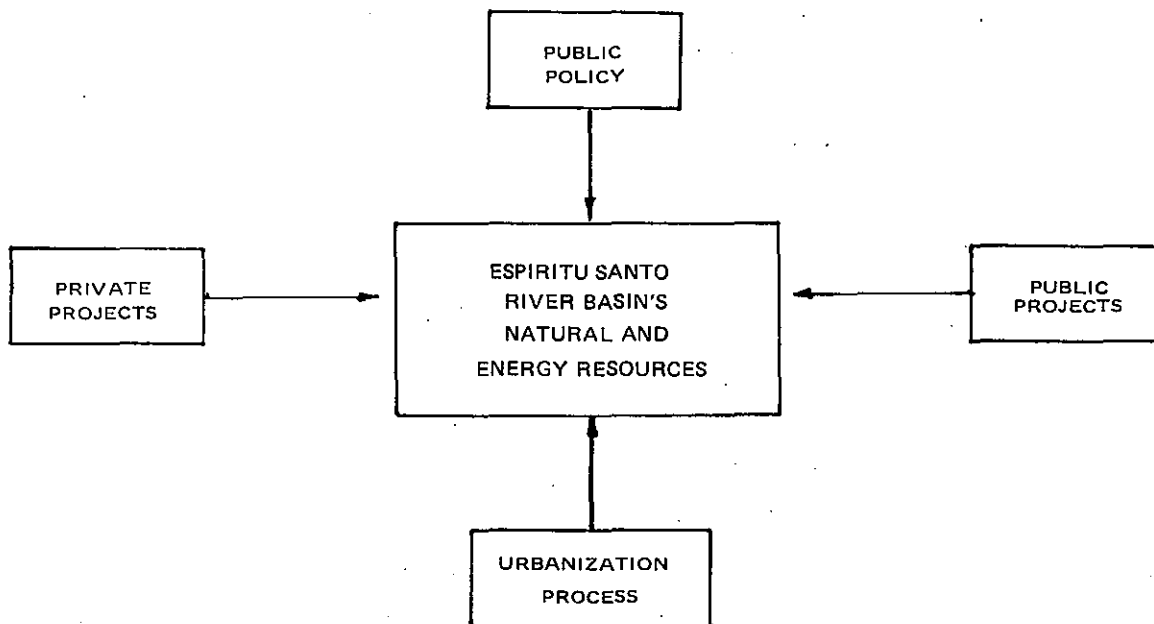 PUBLIC
POLICY
PRIVATE
PROJECTS
ESPIRITU SANTO
RIVER BASIN'S
NATURAL AND
ENERGY RESOURCES
PUBLIC
PROJECTS
URBANIZATION
PROCESS